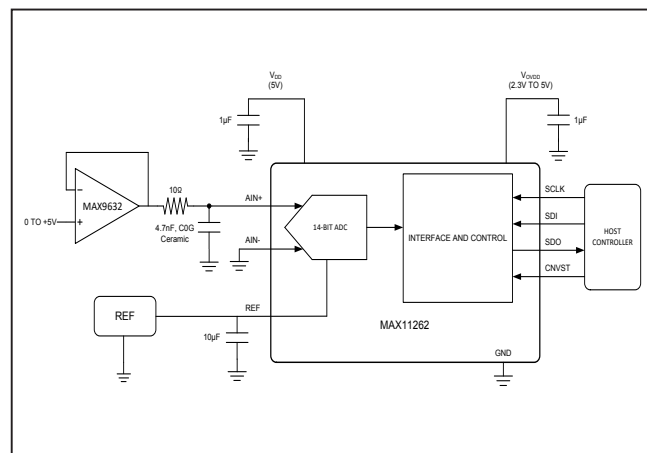 VDD
(5V)
VOVDD
(2.3V TO 5V)
1µF
1µF
MAX9632
0 TO +5V
10Ω
4.7nF, C0G
Ceramic
AIN+
AIN-
REF
REF
10µF
14-BIT ADC
INTERFACE AND CONTROL
MAX11262
SCLK
SDI
SDO
CNVST
HOST
CONTROLLER
GND